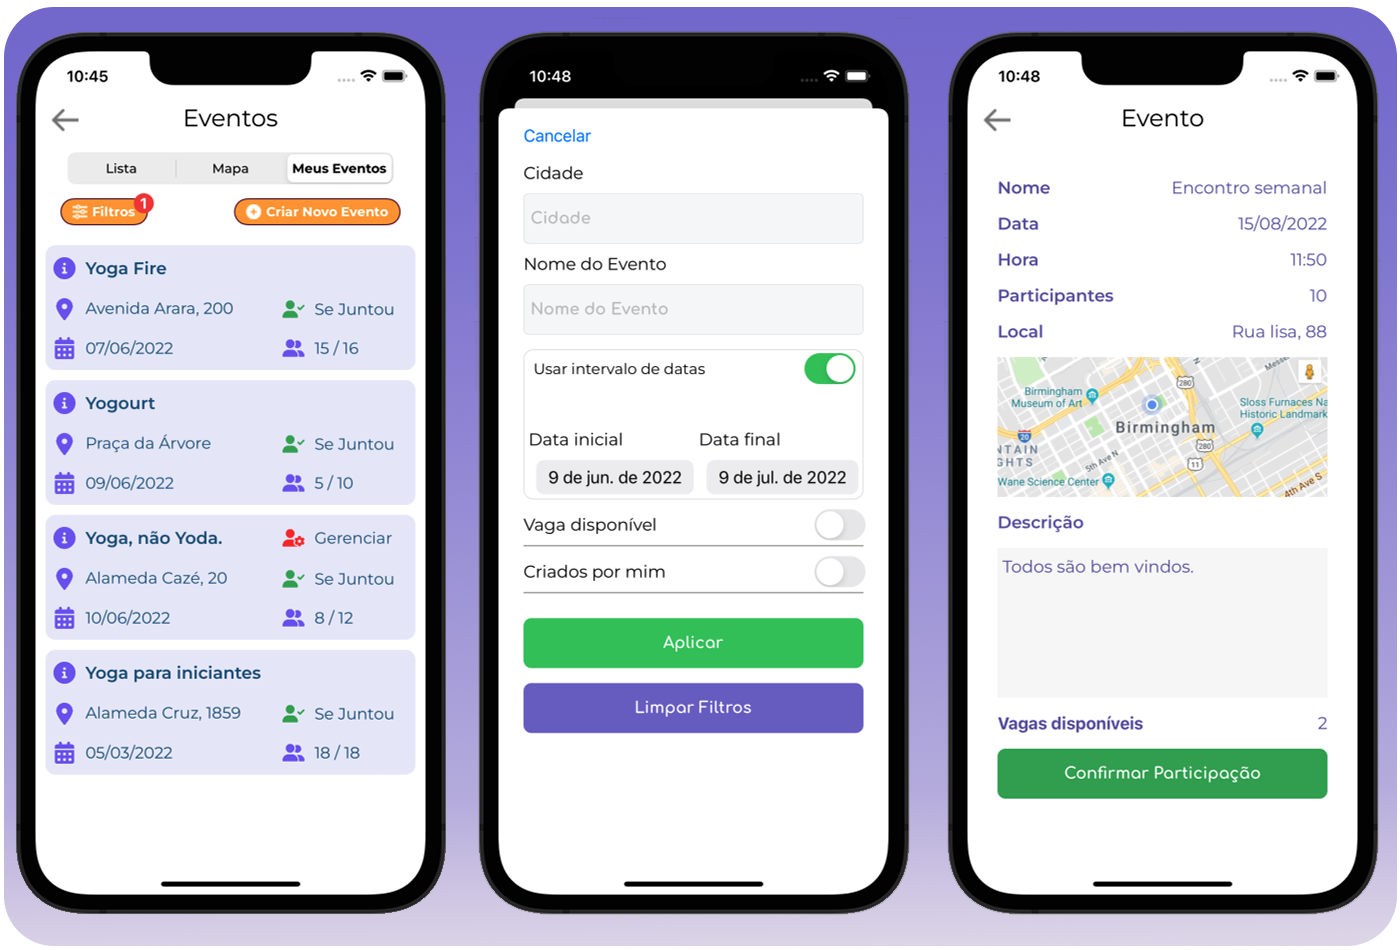 10:45
Eventos
Lista Mapa Meus Eventos
Filtros 1 Criar Novo Evento
Yoga Fire
Avenida Arara, 200 Se Juntou
07/06/2022 15 / 16
Yogourt
Praça da Árvore Se Juntou
09/06/2022 5 / 10
Yoga, não Yoda. Gerenciar
Alameda Cazé, 20 Se Juntou
10/06/2022 8 / 12
Yoga para iniciantes
Alameda Cruz, 1859 Se Juntou
05/03/2022 18 / 18
10:48
Cancelar
Cidade
Cidade
Nome do Evento
Nome do Evento
Usar intervalo de datas
Data inicial Data final
9 de jun. de 2022 9 de jul. de 2022
Vaga disponível
Criados por mim
Aplicar
Limpar Filtros
10:48
Evento
Nome Encontro semanal
Data 15/08/2022
Hora 11:50
Participantes 10
Local Rua lisa, 88
Messe
280
Birmingham
Museum of Art
Sloss Furnaces Na
Historic Landmark
Birmingham
20
280
NTAIN
GHTS
5th Ave N
11
Wane Science Center
4th Ave S
Descrição
Todos são bem vindos.
Vagas disponíveis 2
Confirmar Participação